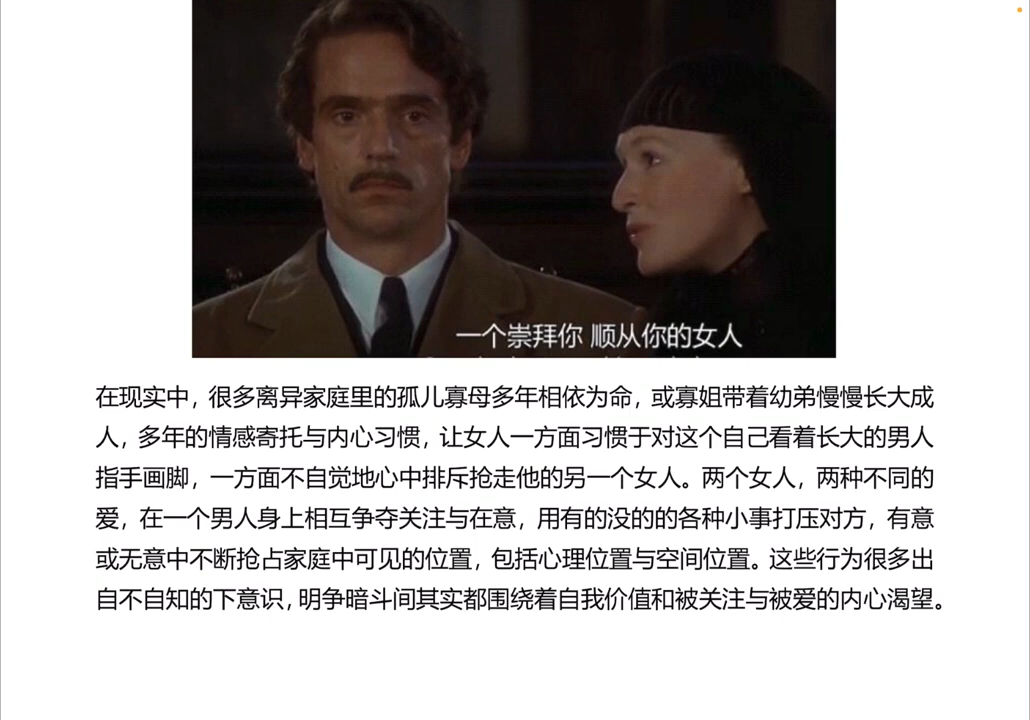 一个崇拜你 顺从你的女人
在现实中，很多离异家庭里的孤儿寡母多年相依为命，或寡姐带着幼弟慢慢长大成
人，多年的情感寄托与内心习惯，让女人一方面习惯于对这个自己看着长大的男人
指手画脚，一方面不自觉地心中排斥抢走他的另一个女人。两个女人，两种不同的
爱，在一个男人身上相互争夺关注与在意，用有的没的的各种小事打压对方，有意
或无意中不断抢占家庭中可见的位置，包括心理位置与空间位置。这些行为很多出
自不自知的下意识，明争暗斗间其实都围绕着自我价值和被关注与被爱的内心渴望。